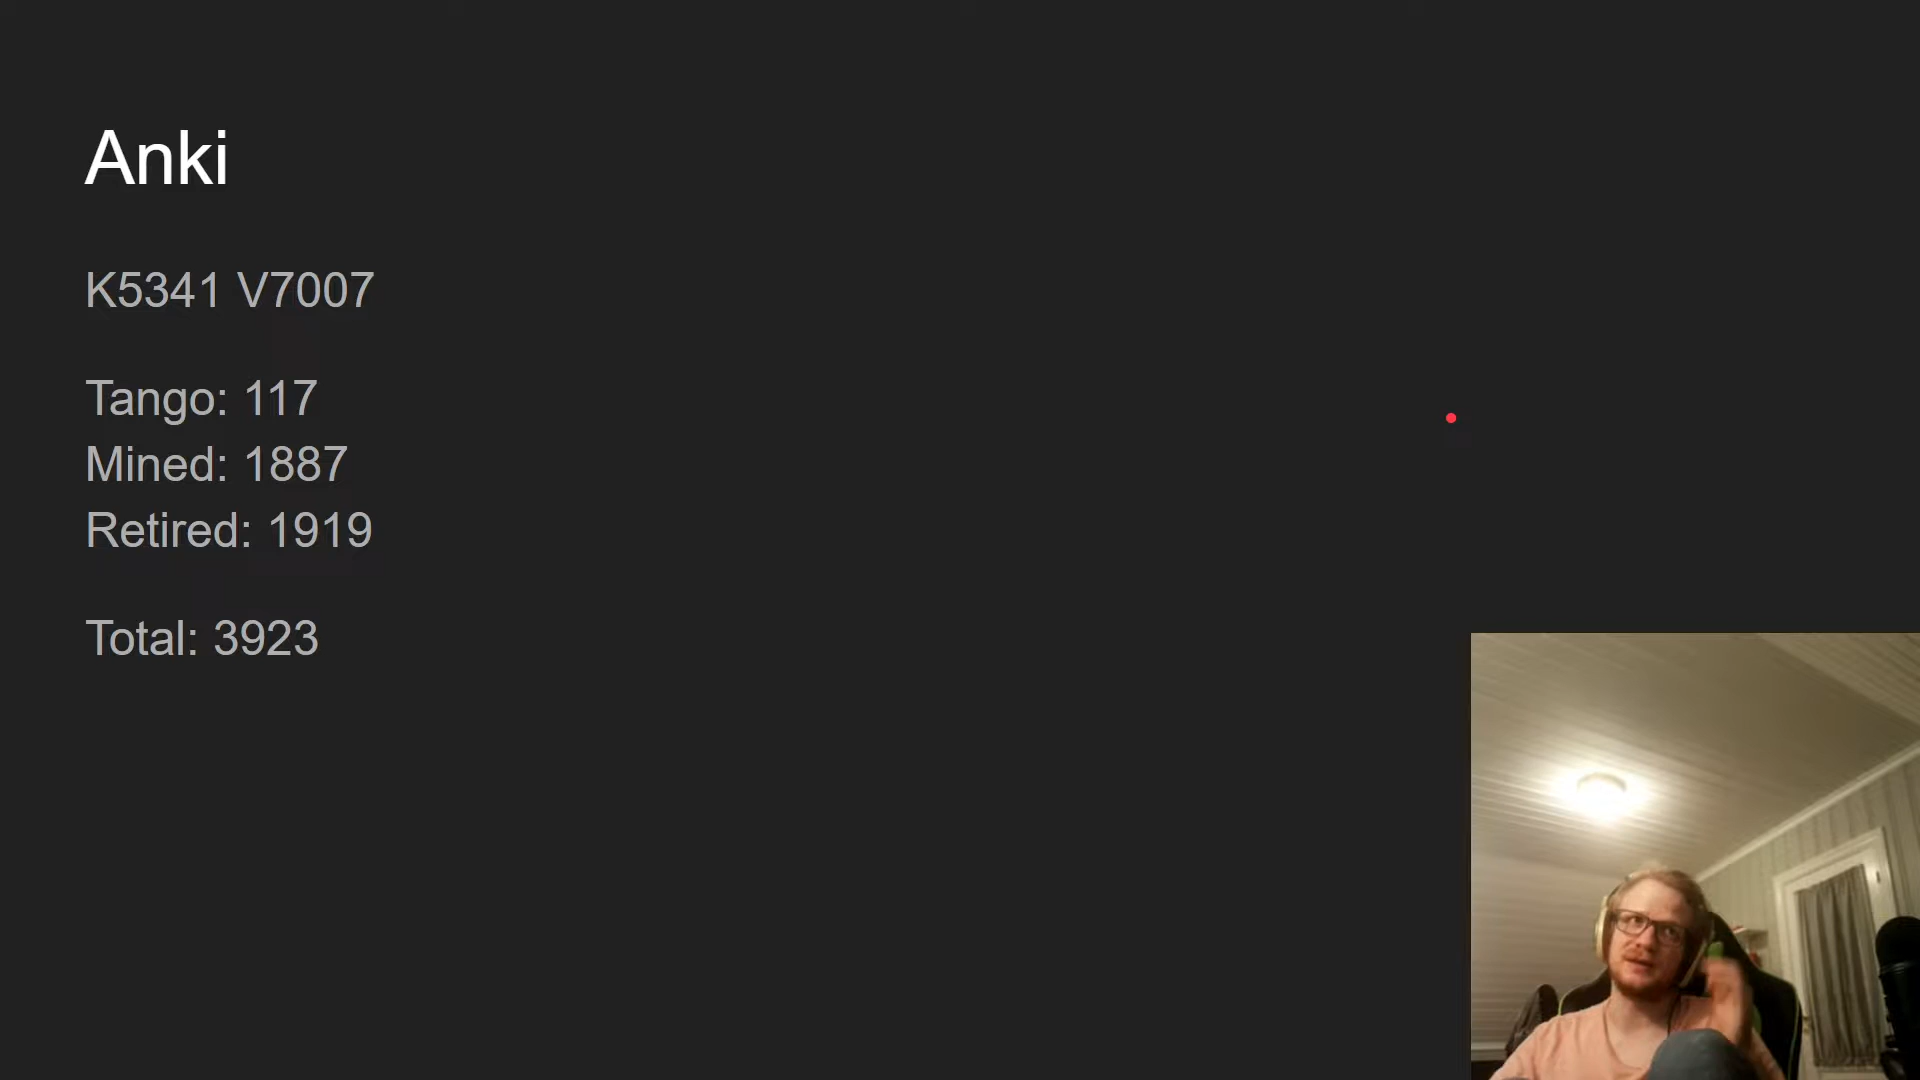 Anki
K5341 V7007
Tango: 117
Mined: 1887
Retired: 1919
Total: 3923